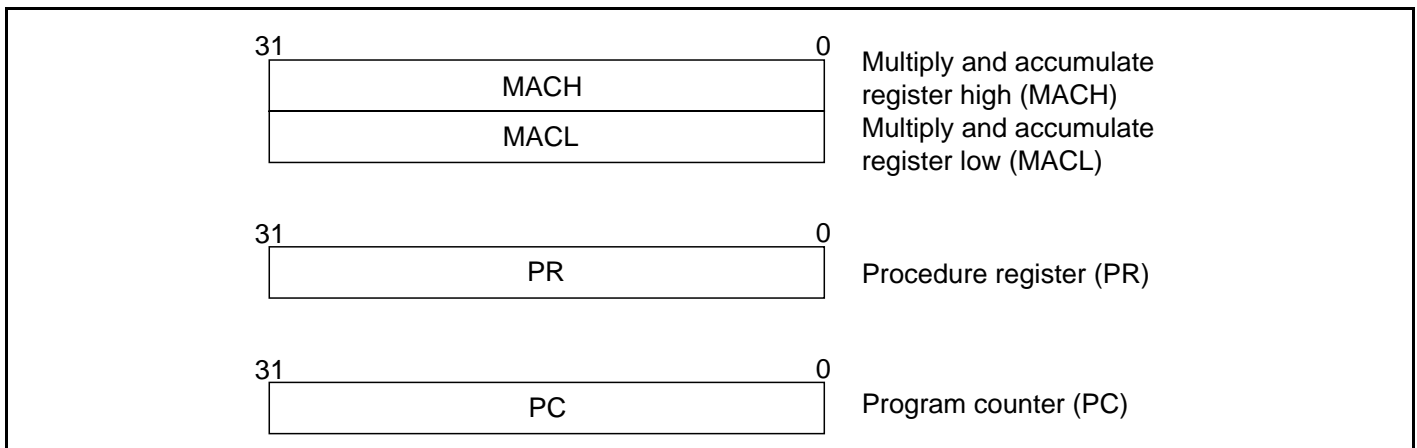 31 0
MACH
MACL
Multiply and accumulate
register high (MACH)
Multiply and accumulate
register low (MACL)
31 0
PR
Procedure register (PR)
31 0
PC
Program counter (PC)